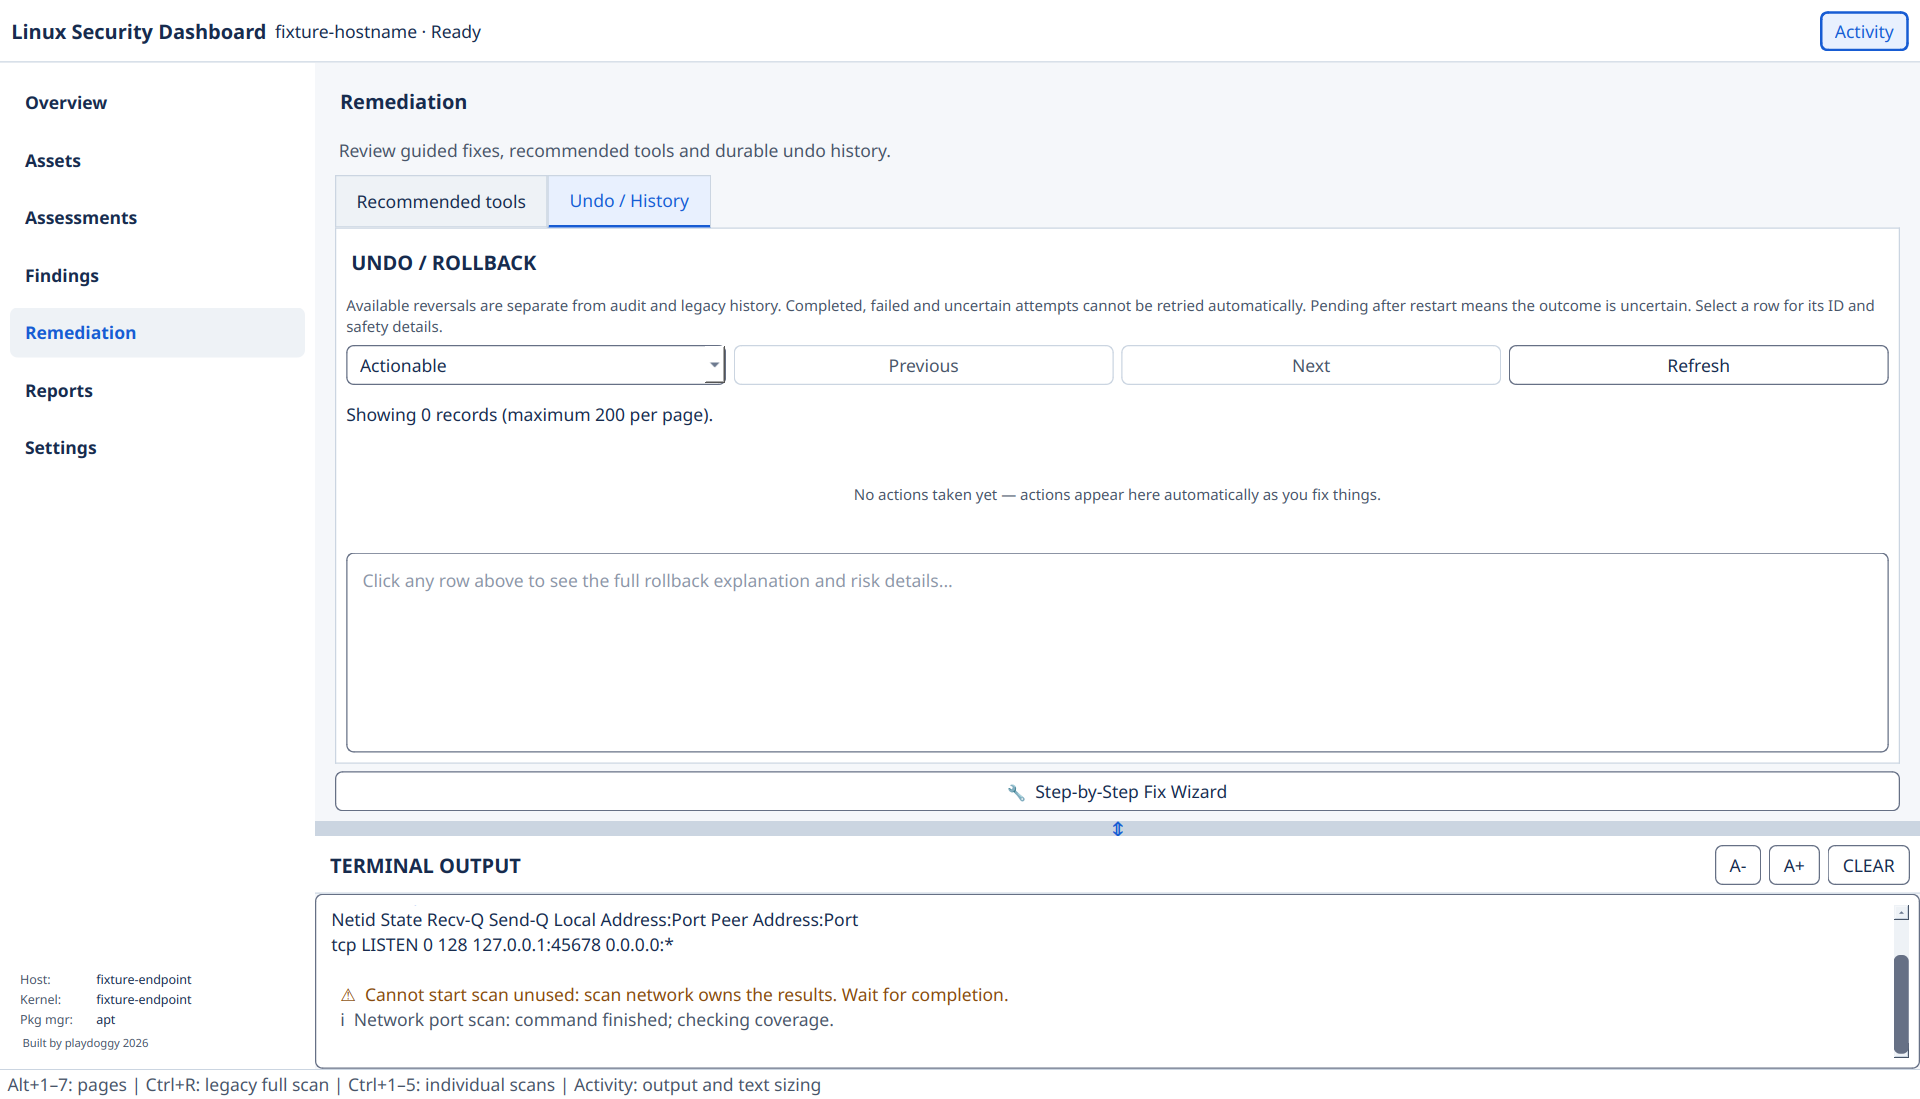 Linux Security Dashboard fixture-hostname · Ready
Activity
Overview
Assets
Assessments
Findings
Remediation
Reports
Settings
Host: fixture-endpoint
Kernel: fixture-endpoint
Pkg mgr: apt
Built by playdoggy 2026
Remediation
Review guided fixes, recommended tools and durable undo history.
Recommended tools
Undo / History
UNDO / ROLLBACK
Available reversals are separate from audit and legacy history. Completed, failed and uncertain attempts cannot be retried automatically. Pending after restart means the outcome is uncertain. Select a row for its ID and
safety details.
Actionable
Previous
Next
Refresh
Showing 0 records (maximum 200 per page).
No actions taken yet — actions appear here automatically as you fix things.
Click any row above to see the full rollback explanation and risk details...
🔧 Step-by-Step Fix Wizard
TERMINAL OUTPUT
A-
A+
CLEAR
Netid State Recv-Q Send-Q Local Address:Port Peer Address:Port
tcp LISTEN 0 128 127.0.0.1:45678 0.0.0.0:*
⚠ Cannot start scan unused: scan network owns the results. Wait for completion.
i Network port scan: command finished; checking coverage.
Alt+1–7: pages | Ctrl+R: legacy full scan | Ctrl+1–5: individual scans | Activity: output and text sizing